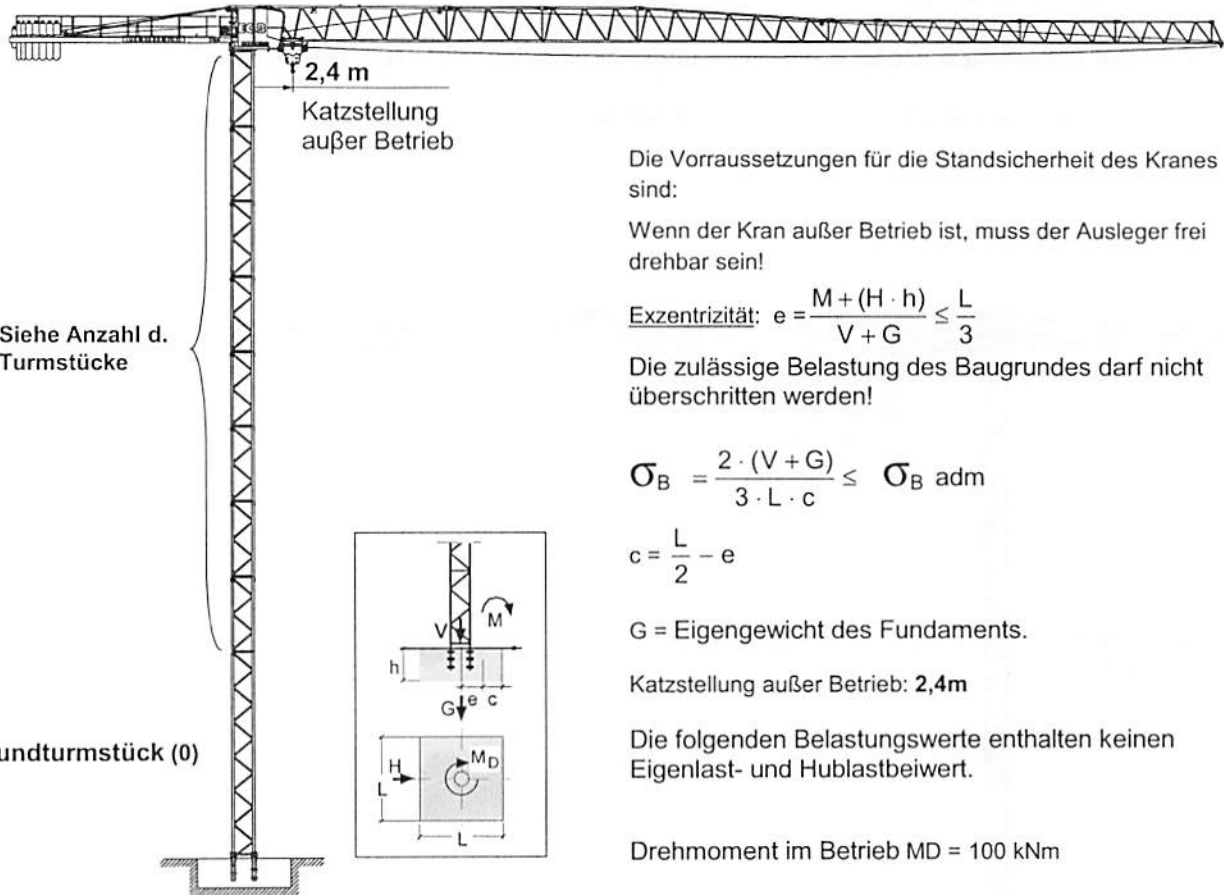 2,4 m
Katzstellung
außer Betrieb
Siehe Anzahl d.
Turmstücke
undturmstück (0)
Die Vorraussetzungen für die Standsicherheit des Kranes
sind:
Wenn der Kran außer Betrieb ist, muss der Ausleger frei
drehbar sein!
Exzentrizität: e = (M + (H · h)) / (V + G) ≤ L / 3
Die zulässige Belastung des Baugrundes darf nicht
überschritten werden!
σB = (2 · (V + G)) / (3 · L · c) ≤ σB adm
c = L / 2 − e
G = Eigengewicht des Fundaments.
Katzstellung außer Betrieb: 2,4m
Die folgenden Belastungswerte enthalten keinen
Eigenlast- und Hublastbeiwert.
Drehmoment im Betrieb MD = 100 kNm
V
M
h
e c
G
H
MD
L
L